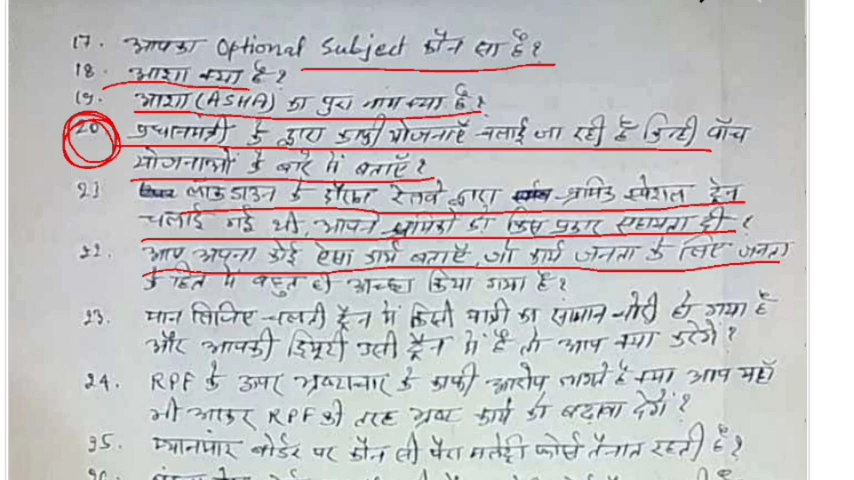 17. आपका Optional Subject कौन सा है?
18. आशा क्या है?
19. आशा (ASHA) का पुरा नाम क्या है?
20 प्रधानमंत्री के द्वारा काफी योजनाएँ चलाई जा रही है किन्ही पाँच
योजनाओं के बारे में बताएँ?
21 लॉकडाउन के दौरान रेलवे द्वारा श्रमिक स्पेशल ट्रेन
चलाई गई थी, आपने श्रमिको की किस प्रकार सहायता दी?
22. आप अपना कोई ऐसा कार्य बताएँ, जो कार्य जनता के लिए जनता
के हित में बहुत ही अच्छा किया गया है?
23. मान लिजिए चलती ट्रेन में किसी यात्री का सामान चोरी हो गया है
और आपकी डियूटी उसी ट्रेन में है तो आप क्या करेंगे?
24. RPF के ऊपर भ्रष्टाचार के काफी आरोप लगते है क्या आप यहाँ
भी आकर RPF की तरह भ्रष्ट कार्य को बढावा देगें?
25. म्यानमार बोर्डर पर कौन सी पैरा मलेट्री फोर्स तैनात रहती है?